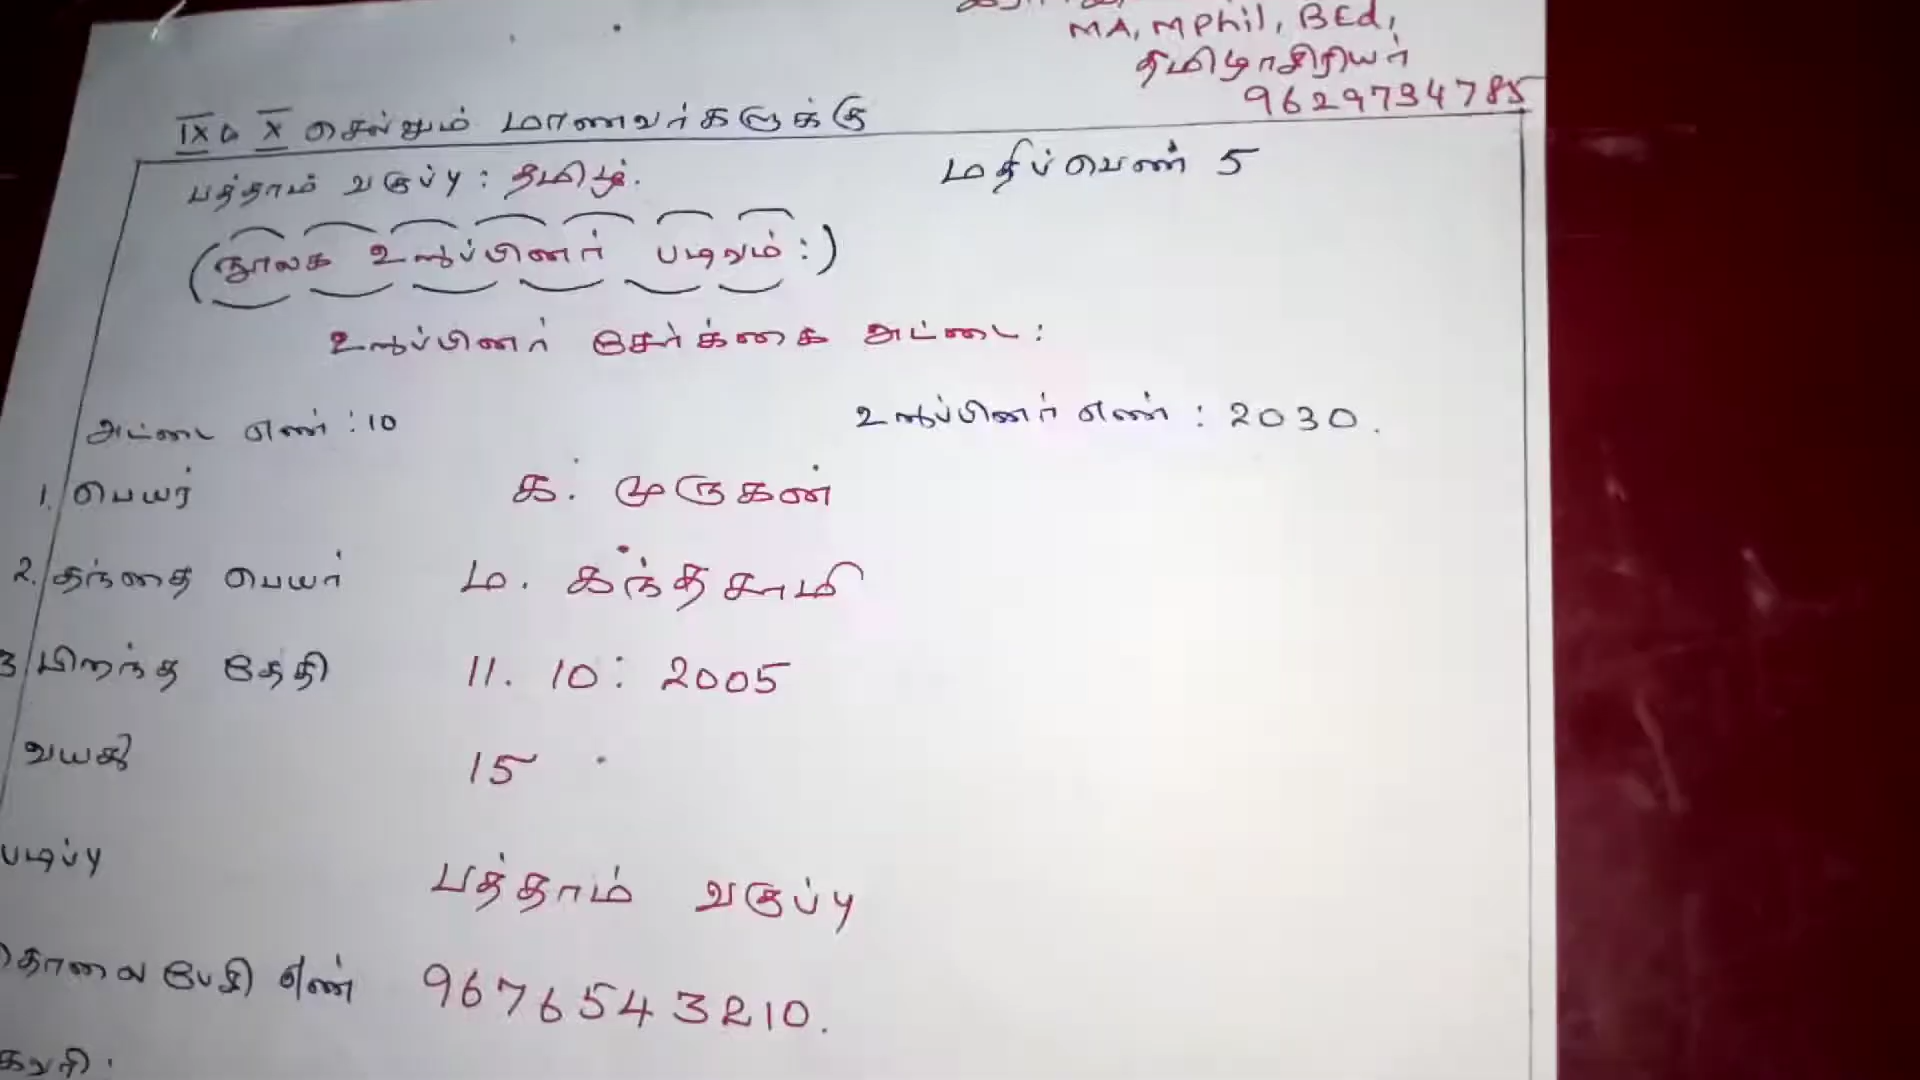 MA, MPhil, BEd,
தமிழாசிரியர்
9629734785
IX & X செல்லும் மாணவர்களுக்கு
பத்தாம் வகுப்பு : தமிழ். மதிப்பெண் 5
(நூலக உறுப்பினர் படிவம் :)
உறுப்பினர் சேர்க்கை அட்டை :
அட்டை எண் : 10 உறுப்பினர் எண் : 2030.
1. பெயர் க. முருகன்
2. தந்தை பெயர் ம. கந்தசாமி
3 பிறந்த தேதி 11. 10: 2005
வயது 15
படிப்பு பத்தாம் வகுப்பு
தொலைபேசி எண் 9676543210.